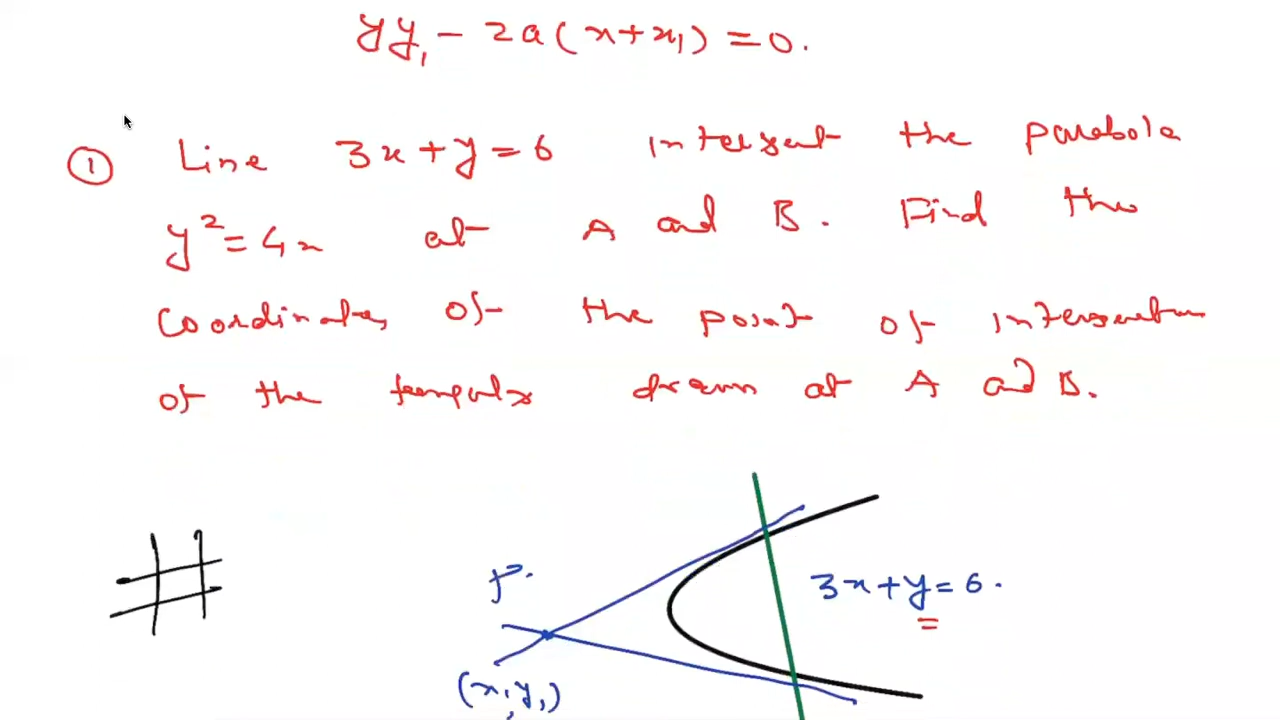 yy₁ - 2a(x+x₁) = 0.
① Line 3x+y=6 intersect the parabola
y²=4x at A and B. Find the
coordinates of the point of intersection
of the tangents drawn at A and B.
P.
3x+y=6.
(x₁,y₁)